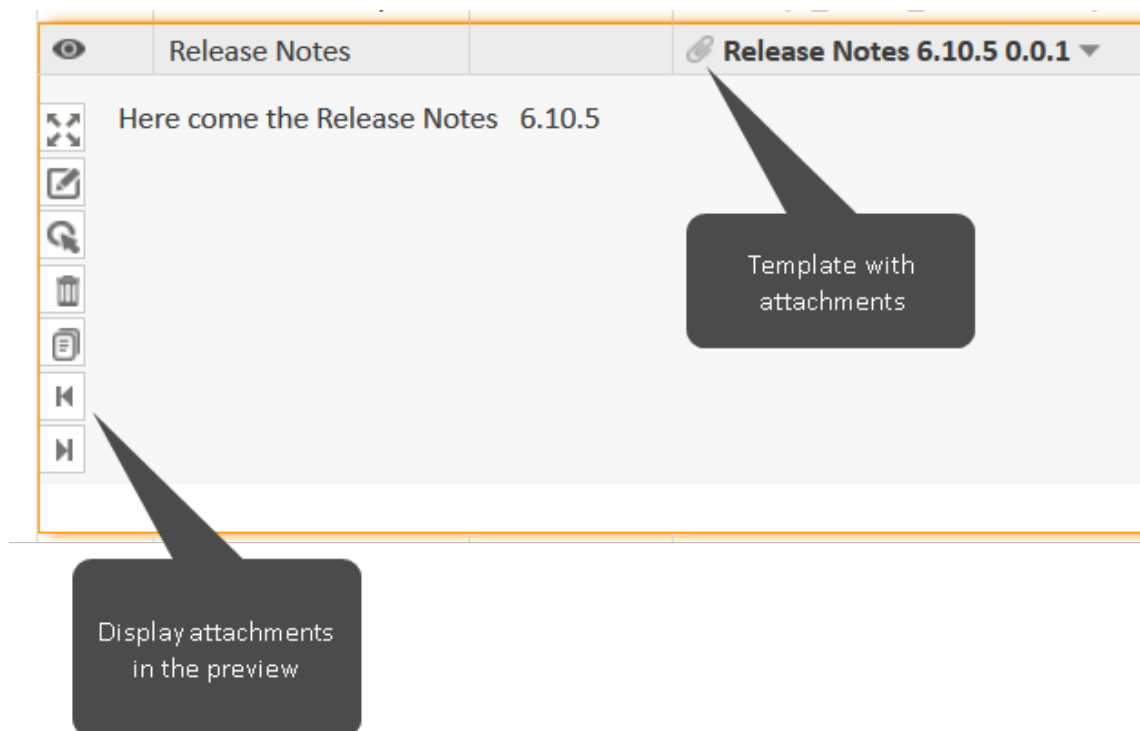 Release Notes Release Notes 6.10.5 0.0.1
Here come the Release Notes 6.10.5
Template with
attachments
Display attachments
in the preview